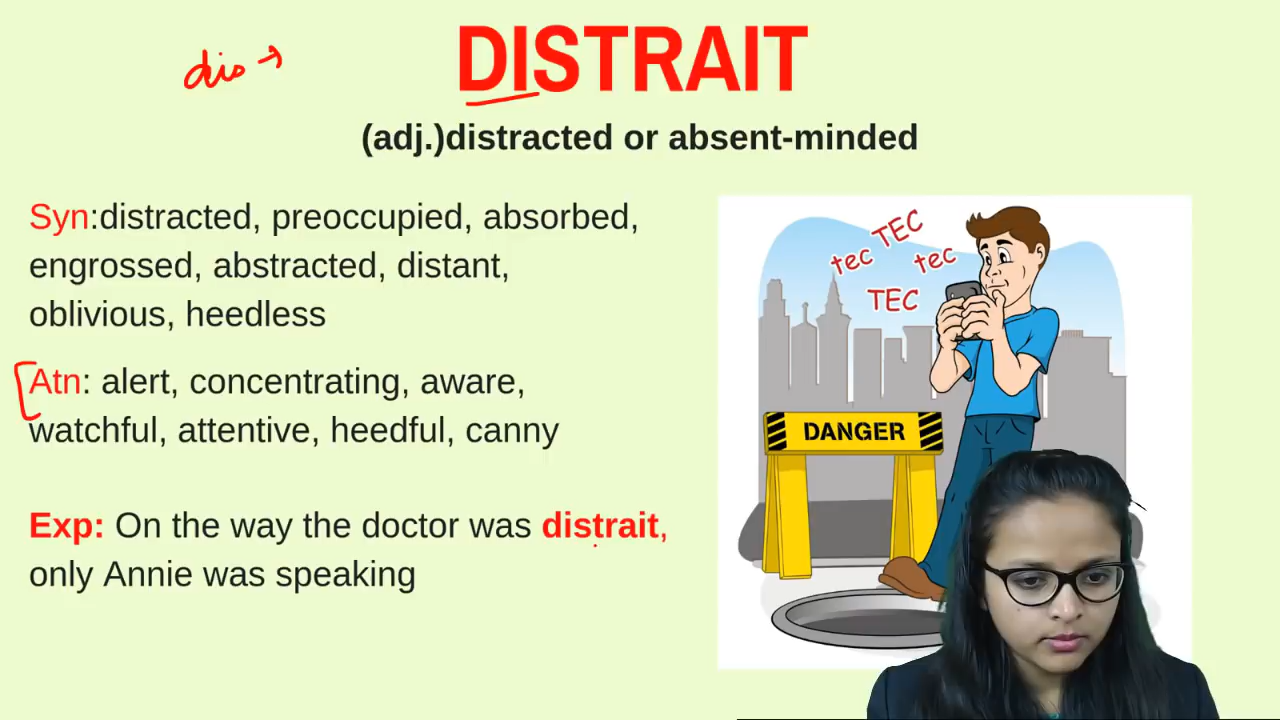 dis →
DISTRAIT
(adj.)distracted or absent-minded
Syn:distracted, preoccupied, absorbed,
engrossed, abstracted, distant,
oblivious, heedless
Atn: alert, concentrating, aware,
watchful, attentive, heedful, canny
Exp: On the way the doctor was distrait,
only Annie was speaking
TEC
tec
tec
TEC
DANGER